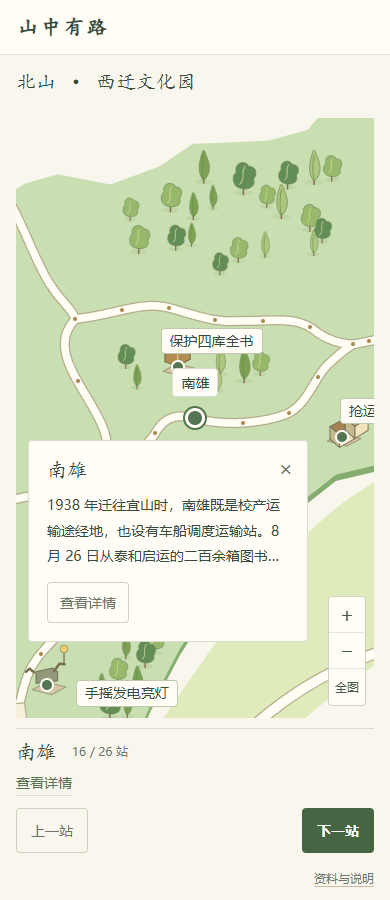 山中有路
北山 • 西迁文化园
保护四库全书
南雄
抢运
南雄
×
1938 年迁往宜山时，南雄既是校产运
输途经地，也设有车船调度运输站。8
月 26 日从泰和启运的二百余箱图书…
查看详情
+
−
全图
手摇发电亮灯
南雄 16 / 26 站
查看详情
上一站
下一站
资料与说明